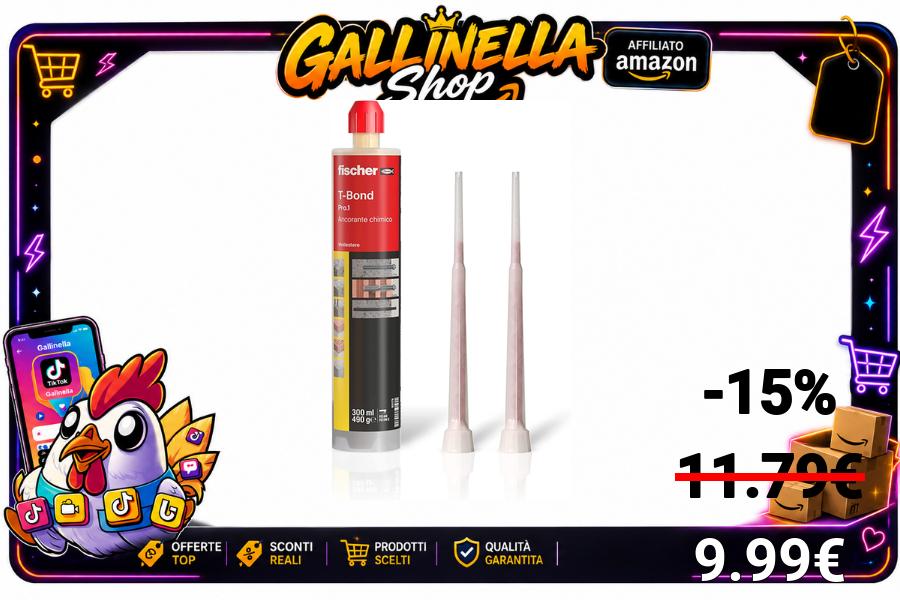 GALLINELLA
Shop
AFFILIATO
amazon
fischer
T-Bond
Pro.1
Ancorante chimico
Poliestere
300 ml
490 g
Gallinella
TikTok
Gallinella
-15%
11.79€
9.99€
OFFERTE
TOP
SCONTI
REALI
PRODOTTI
SCELTI
QUALITÀ
GARANTITA